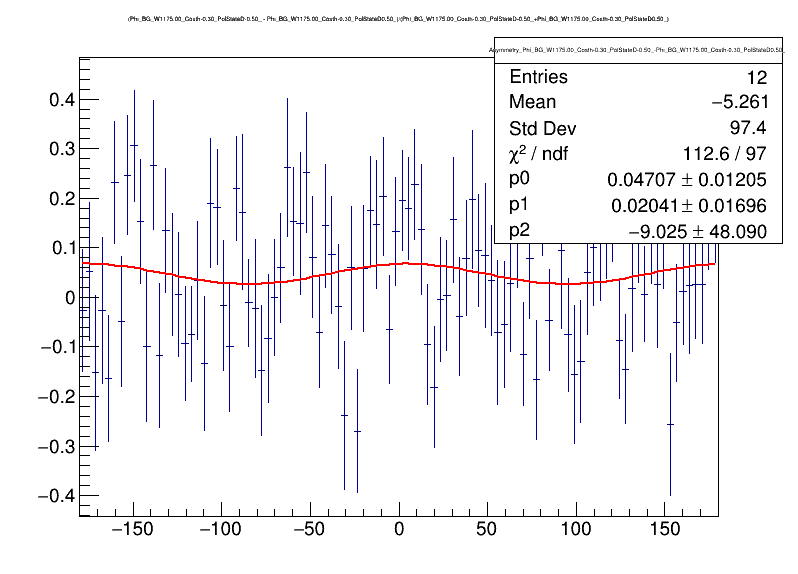 (Phi_BG_W1175.00_Costh-0.30_PolStateD-0.50_ - Phi_BG_W1175.00_Costh-0.30_PolStateD0.50_)/(Phi_BG_W1175.00_Costh-0.30_PolStateD-0.50_+Phi_BG_W1175.00_Costh-0.30_PolStateD0.50_)
Asymmetry_Phi_BG_W1175.00_Costh-0.30_PolStateD-0.50_-Phi_BG_W1175.00_Costh-0.30_PolStateD0.50_
Entries 12
Mean −5.261
Std Dev 97.4
χ² / ndf 112.6 / 97
p0 0.04707 ± 0.01205
p1 0.02041 ± 0.01696
p2 −9.025 ± 48.090
0.4
0.3
0.2
0.1
0
−0.1
−0.2
−0.3
−0.4
−150 −100 −50 0 50 100 150